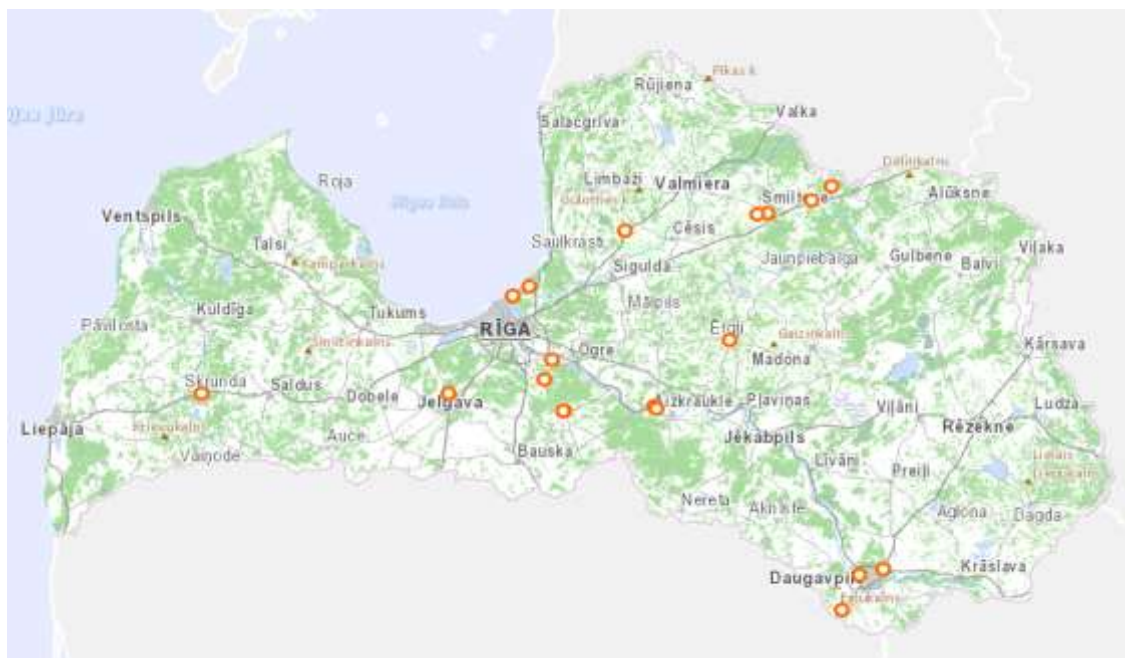 Rūjiena
Valka
Salacgrīva
Limbaži
Valmiera
Smiltene
Alūksne
Roja
Ventspils
Talsi
Cēsis
Saulkrasti
Sigulda
Jaunpiebalga
Gulbene
Balvi
Viļaka
Kuldīga
Pāvilosta
Tukums
RĪGA
Mālpils
Ērgļi
Ogre
Madona
Kārsava
Skrunda
Saldus
Dobele
Jelgava
Aizkraukle
Pļaviņas
Viļāni
Ludza
Liepāja
Auce
Vaiņode
Bauska
Jēkabpils
Rēzekne
Līvāni
Preiļi
Nereta
Aknīste
Aglona
Dagda
Daugavpil
Krāslava